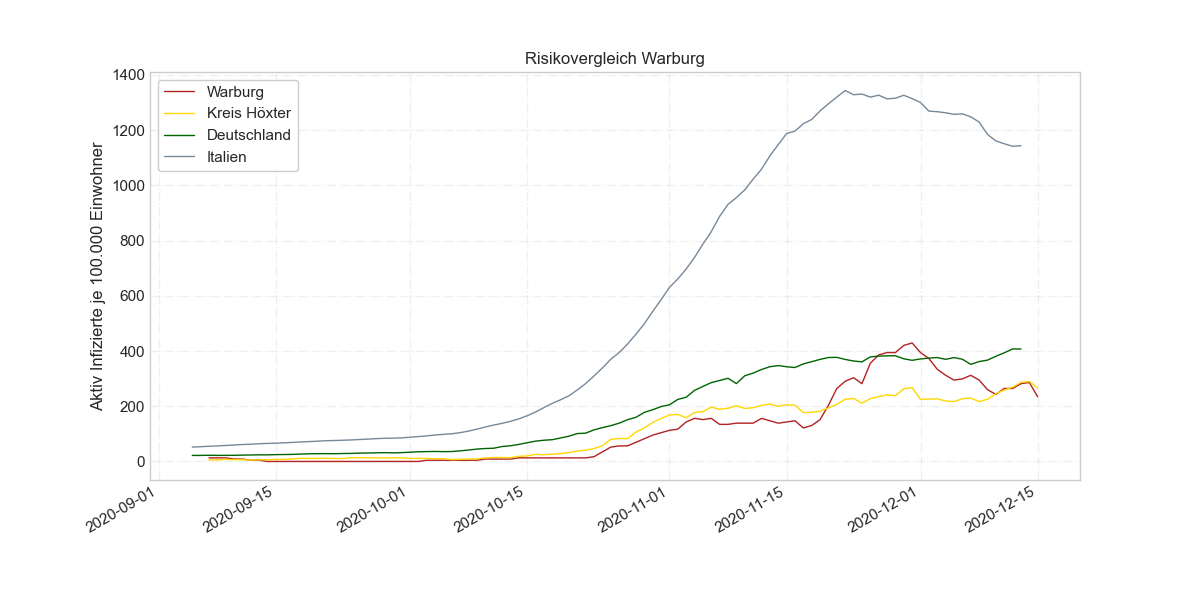 Risikovergleich Warburg
Warburg
Kreis Höxter
Deutschland
Italien
Aktiv Infizierte je 100.000 Einwohner
1400
1200
1000
800
600
400
200
0
2020-09-01
2020-09-15
2020-10-01
2020-10-15
2020-11-01
2020-11-15
2020-12-01
2020-12-15